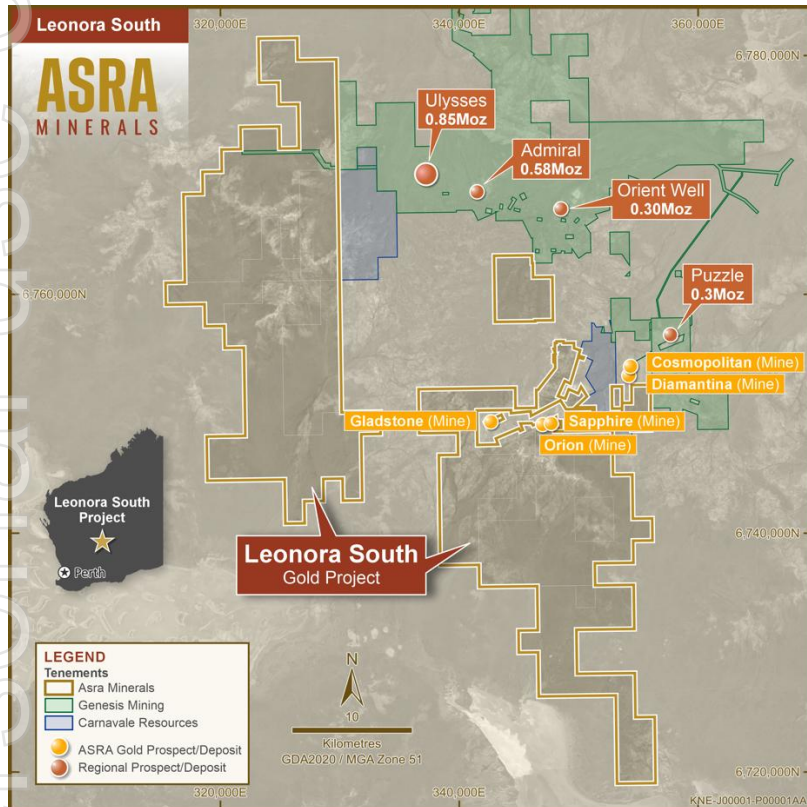 Leonora South
ASRA
MINERALS
320,000E
340,000E
360,000E
6,780,000N
Ulysses
0.85Moz
Admiral
0.58Moz
Orient Well
0.30Moz
6,760,000N
Puzzle
0.3Moz
Cosmopolitan (Mine)
Diamantina (Mine)
Gladstone (Mine)
Sapphire (Mine)
Orion (Mine)
Leonora South
Project
Perth
Leonora South
Gold Project
6,740,000N
LEGEND
Tenements
Asra Minerals
Genesis Mining
Carnavale Resources
ASRA Gold Prospect/Deposit
Regional Prospect/Deposit
N
10
Kilometres
GDA2020 / MGA Zone 51
6,720,000N
320,000E
340,000E
KNE-J00001-P00001AA